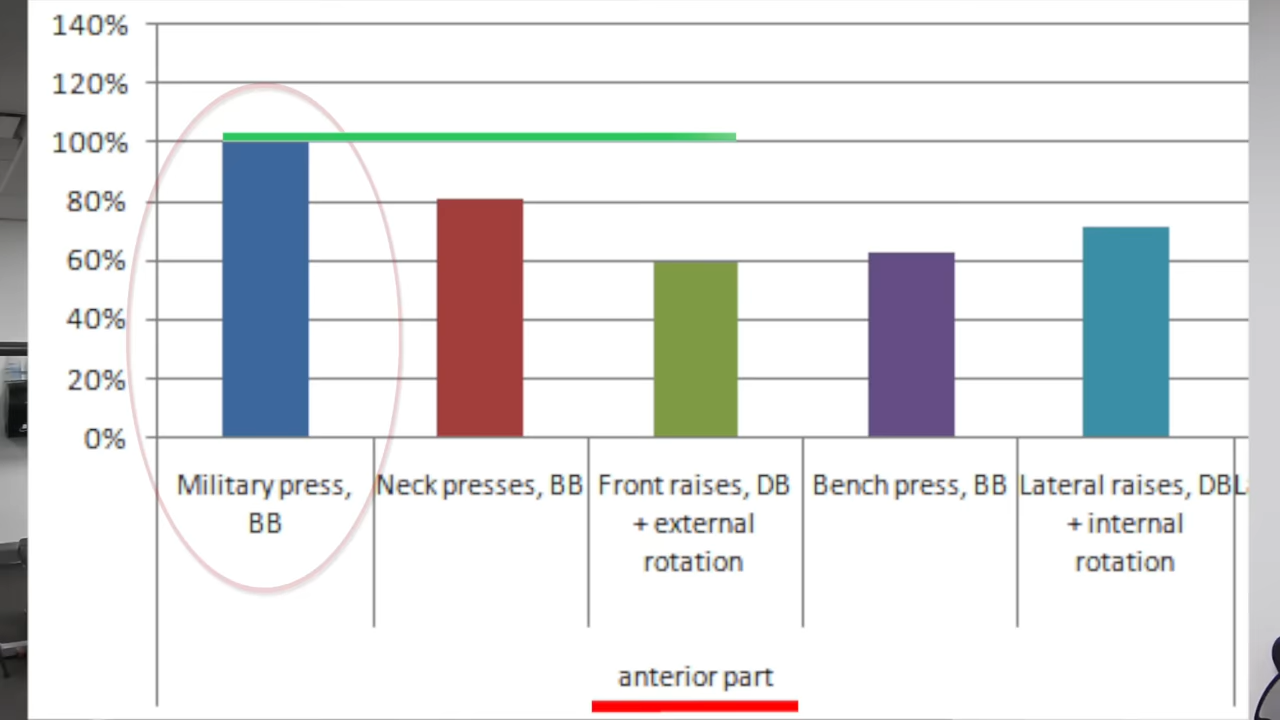 140%
120%
100%
80%
60%
40%
20%
0%
Military press,
BB
Neck presses, BB
Front raises, DB
+ external
rotation
Bench press, BB
Lateral raises, DB
+ internal
rotation
anterior part